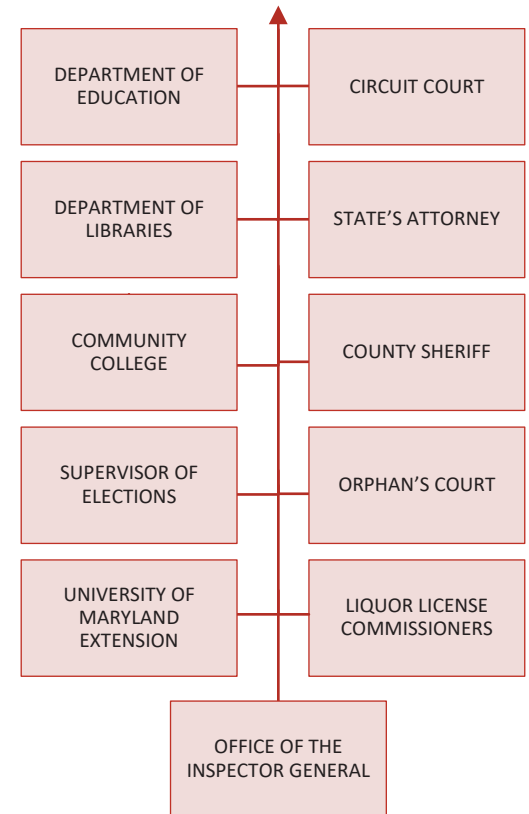 DEPARTMENT OF
EDUCATION
CIRCUIT COURT
DEPARTMENT OF
LIBRARIES
STATE’S ATTORNEY
COMMUNITY
COLLEGE
COUNTY SHERIFF
SUPERVISOR OF
ELECTIONS
ORPHAN’S COURT
UNIVERSITY OF
MARYLAND
EXTENSION
LIQUOR LICENSE
COMMISSIONERS
OFFICE OF THE
INSPECTOR GENERAL